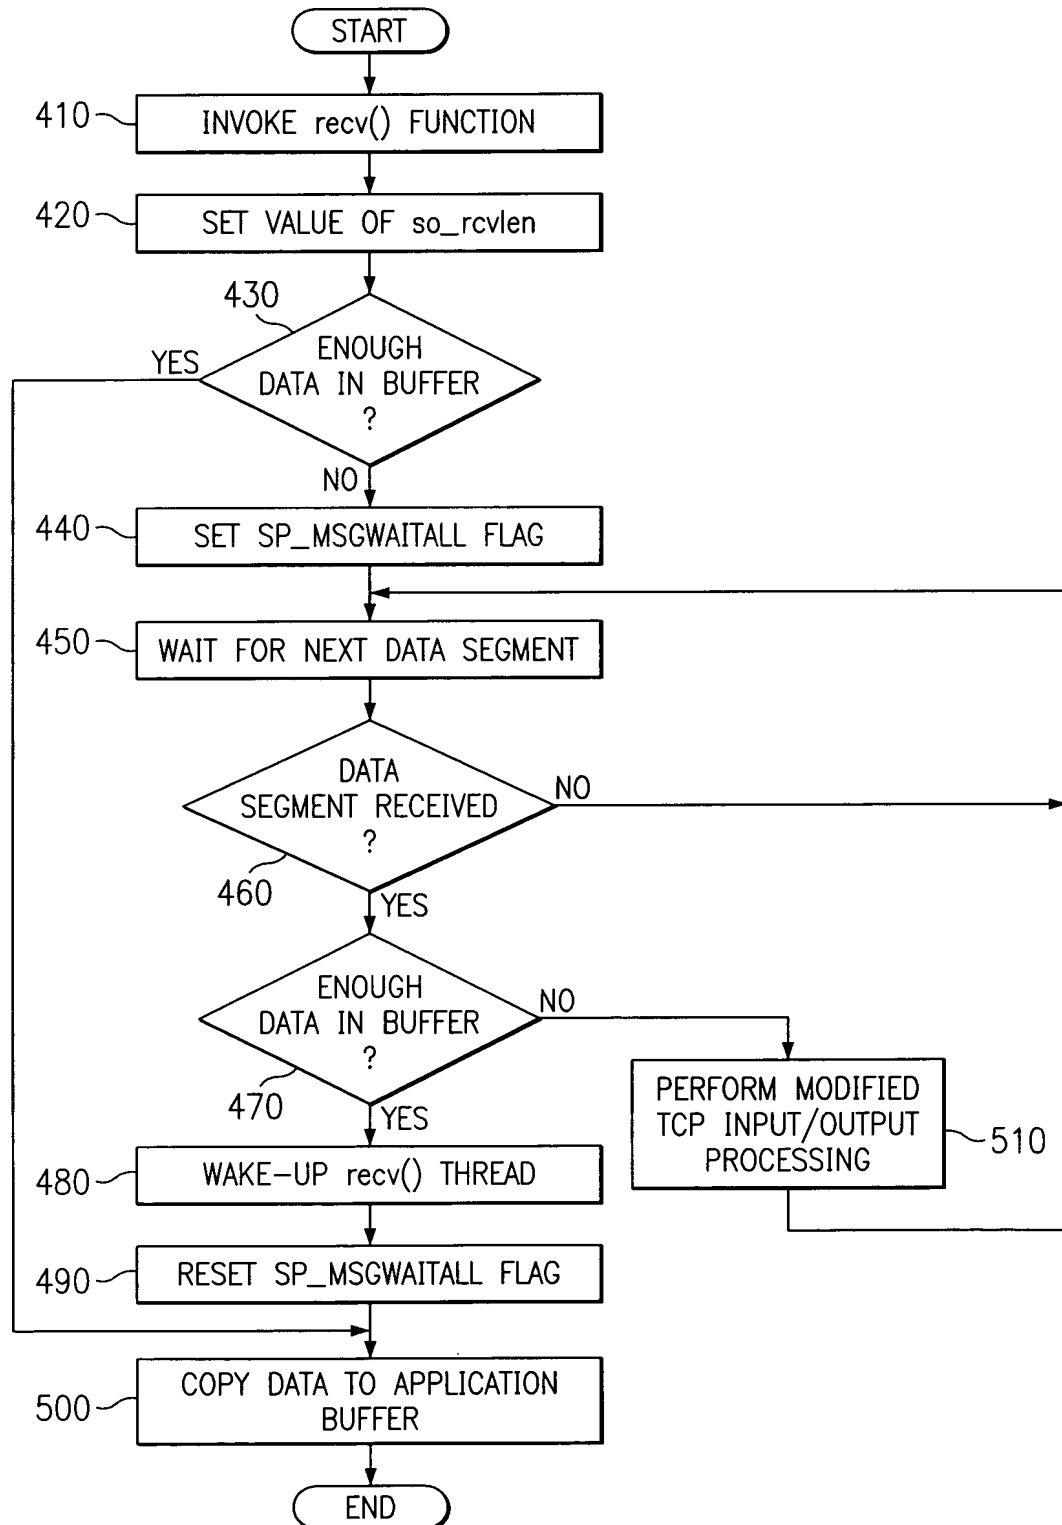 START
410
INVOKE recv() FUNCTION
420
SET VALUE OF so_rcvlen
430
YES
ENOUGH
DATA IN BUFFER
?
NO
440
SET SP_MSGWAITALL FLAG
450
WAIT FOR NEXT DATA SEGMENT
DATA
SEGMENT RECEIVED
?
NO
460
YES
ENOUGH
DATA IN BUFFER
?
NO
470
YES
PERFORM MODIFIED
TCP INPUT/OUTPUT
PROCESSING
510
480
WAKE-UP recv() THREAD
490
RESET SP_MSGWAITALL FLAG
500
COPY DATA TO APPLICATION
BUFFER
END